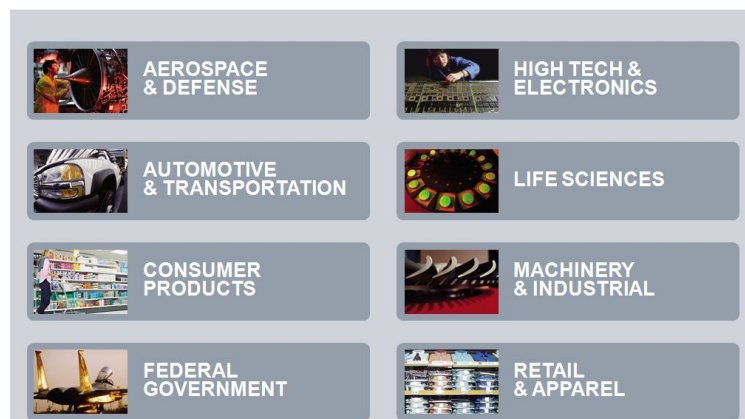 AEROSPACE
& DEFENSE
HIGH TECH &
ELECTRONICS
AUTOMOTIVE
& TRANSPORTATION
LIFE SCIENCES
CONSUMER
PRODUCTS
MACHINERY
& INDUSTRIAL
FEDERAL
GOVERNMENT
RETAIL
& APPAREL